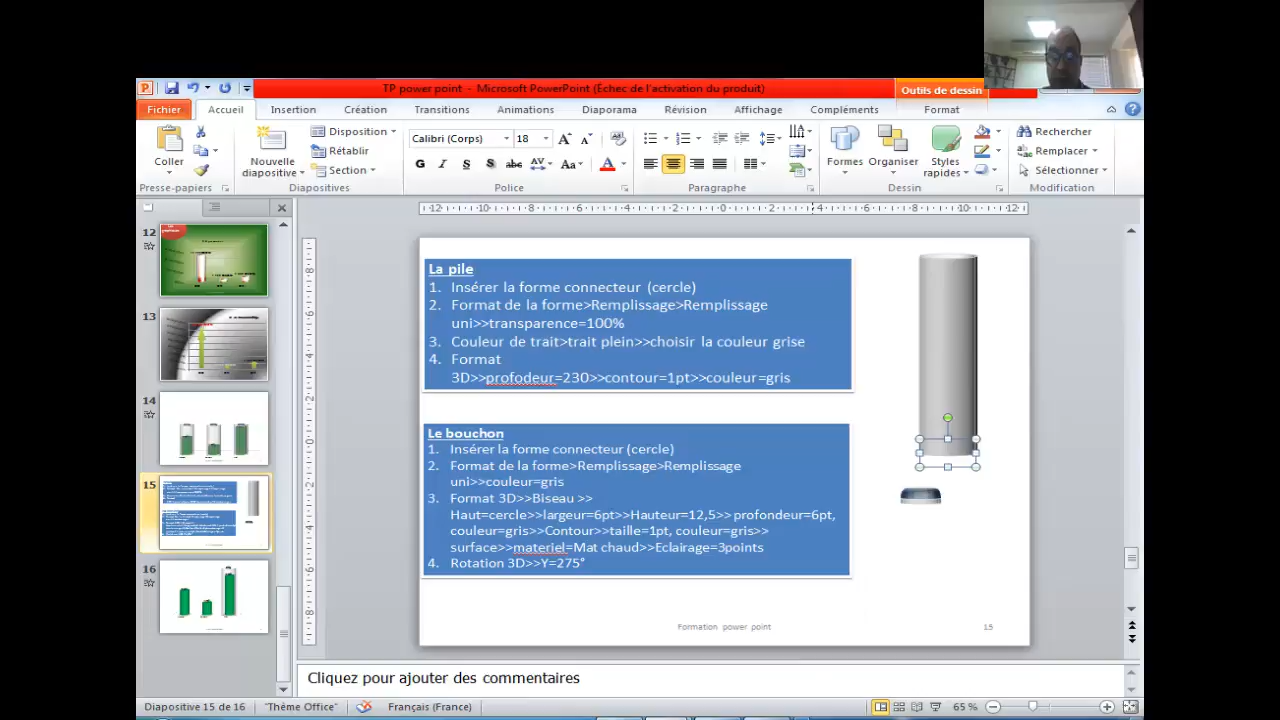 TP power point - Microsoft PowerPoint (Échec de l'activation du produit)
Outils de dessin
Fichier
Accueil
Insertion
Création
Transitions
Animations
Diaporama
Révision
Affichage
Compléments
Format
Coller
Nouvelle
diapositive
Disposition
Rétablir
Section
Calibri (Corps)
18
Formes
Organiser
Styles
rapides
Rechercher
Remplacer
Sélectionner
Presse-papiers
Diapositives
Police
Paragraphe
Dessin
Modification
12
13
14
15
16
La pile
1. Insérer la forme connecteur (cercle)
2. Format de la forme>Remplissage>Remplissage
uni>>transparence=100%
3. Couleur de trait>trait plein>>choisir la couleur grise
4. Format
3D>>profodeur=230>>contour=1pt>>couleur=gris
Le bouchon
1. Insérer la forme connecteur (cercle)
2. Format de la forme>Remplissage>Remplissage
uni>>couleur=gris
3. Format 3D>>Biseau >>
Haut=cercle>>largeur=6pt>>Hauteur=12,5>> profondeur=6pt,
couleur=gris>>Contour>>taille=1pt, couleur=gris>>
surface>>materiel=Mat chaud>>Eclairage=3points
4. Rotation 3D>>Y=275°
Formation power point
15
Cliquez pour ajouter des commentaires
Diapositive 15 de 16
"Thème Office"
Français (France)
65 %